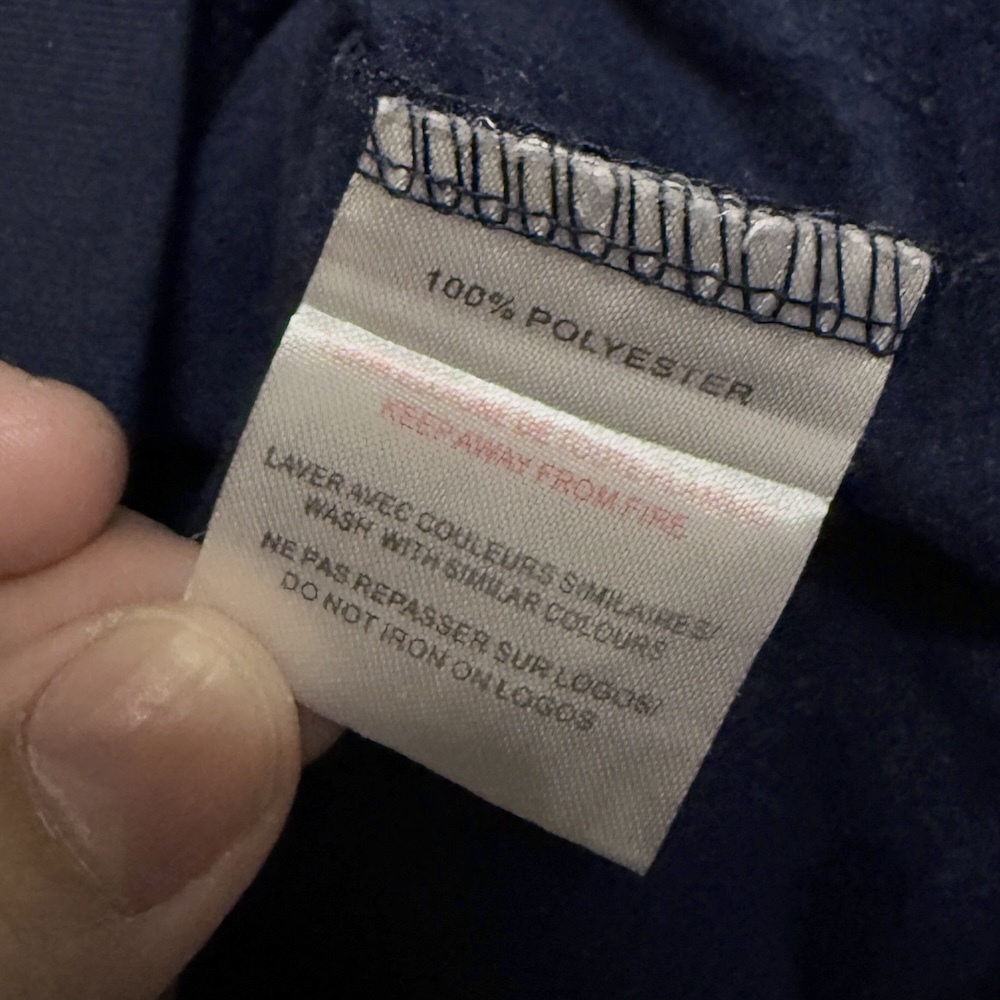 100% POLYESTER
KEEP AWAY FROM FIRE
LAVER AVEC COULEURS SIMILAIRES/
WASH WITH SIMILAR COLOURS
NE PAS REPASSER SUR LOGOS/
DO NOT IRON ON LOGOS